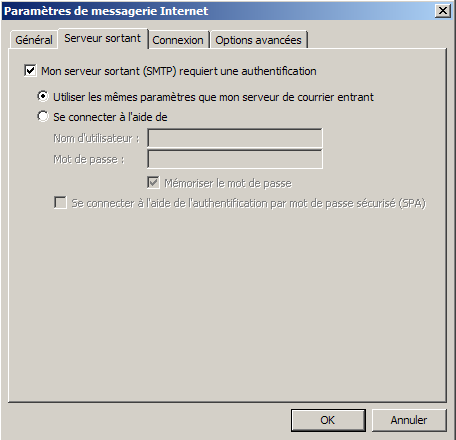 Paramètres de messagerie Internet
Général Serveur sortant Connexion Options avancées
Mon serveur sortant (SMTP) requiert une authentification
Utiliser les mêmes paramètres que mon serveur de courrier entrant
Se connecter à l'aide de
Nom d'utilisateur :
Mot de passe :
Mémoriser le mot de passe
Se connecter à l'aide de l'authentification par mot de passe sécurisé (SPA)
OK Annuler